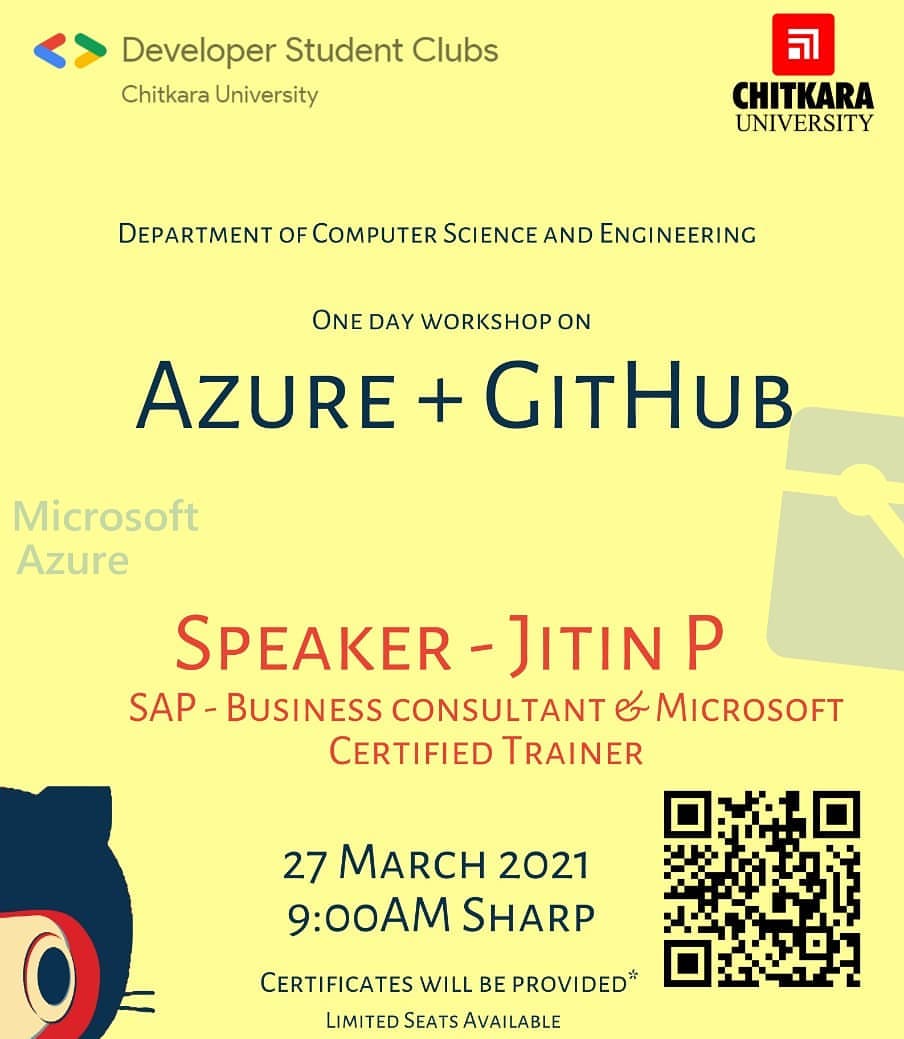 Developer Student Clubs
Chitkara University
CHITKARA
UNIVERSITY
Department of Computer Science and Engineering
One day workshop on
Azure + GitHub
Microsoft
Azure
Speaker - Jitin P
SAP - Business consultant & Microsoft
Certified Trainer
27 March 2021
9:00AM Sharp
Certificates will be provided*
Limited Seats Available